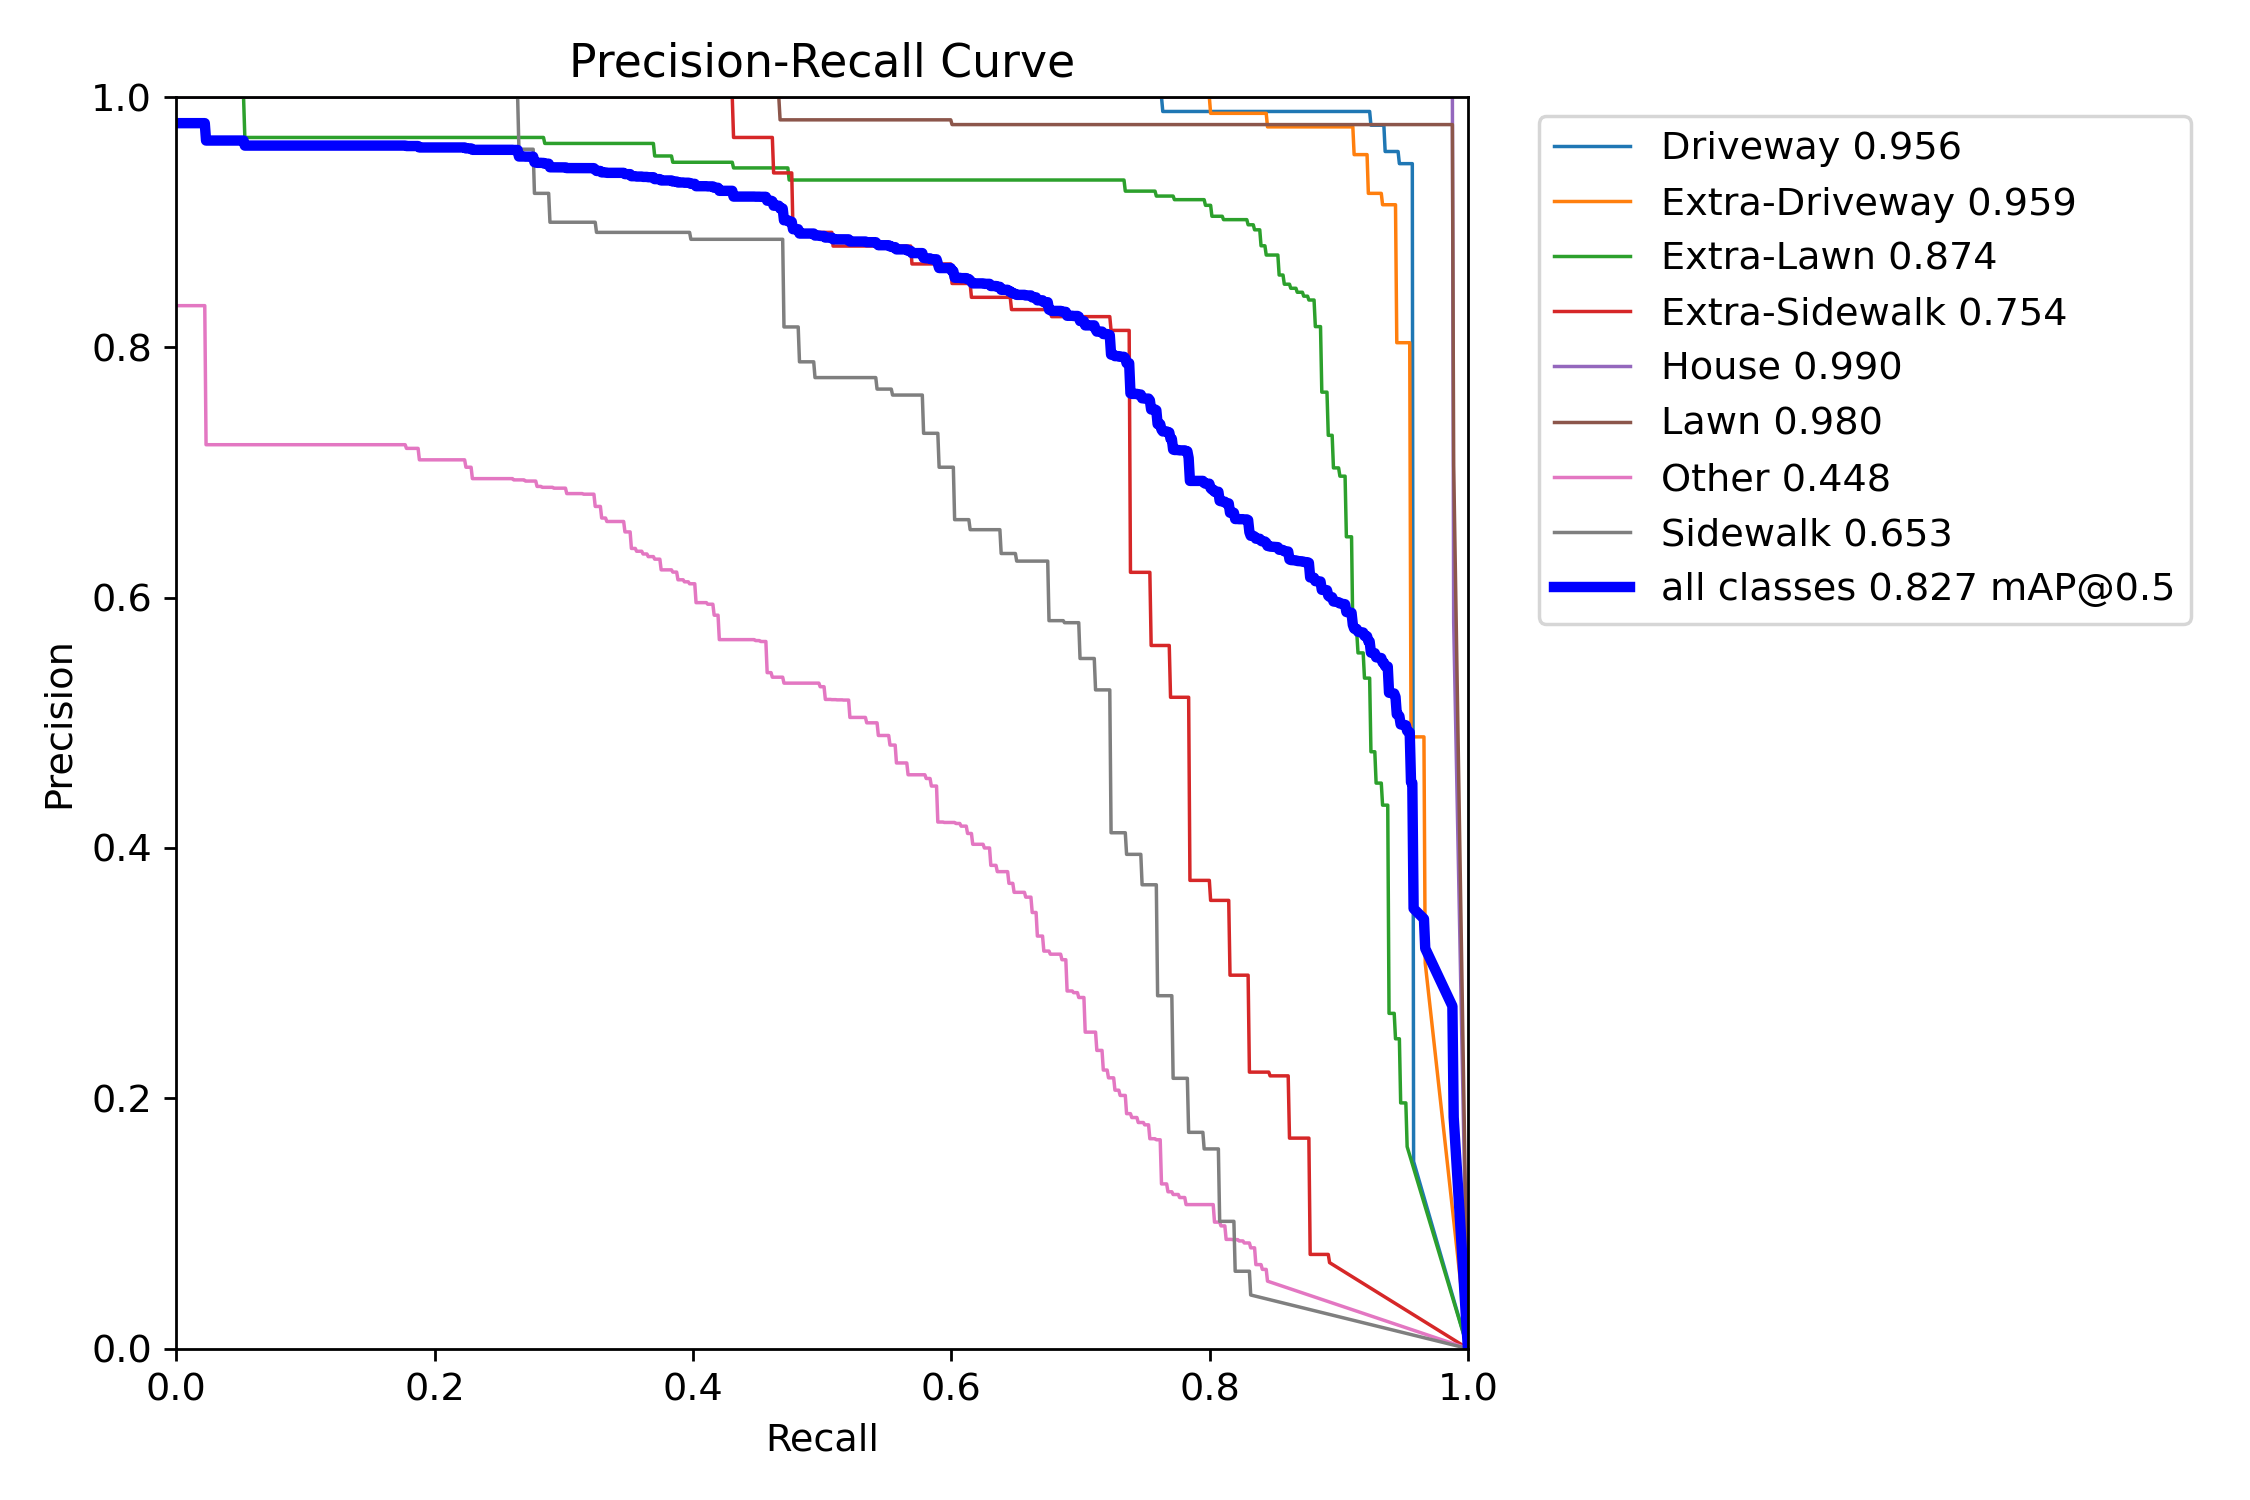 Precision-Recall Curve
1.0
0.8
0.6
0.4
0.2
0.0
Precision
0.0 0.2 0.4 0.6 0.8 1.0
Recall
Driveway 0.956
Extra-Driveway 0.959
Extra-Lawn 0.874
Extra-Sidewalk 0.754
House 0.990
Lawn 0.980
Other 0.448
Sidewalk 0.653
all classes 0.827 mAP@0.5